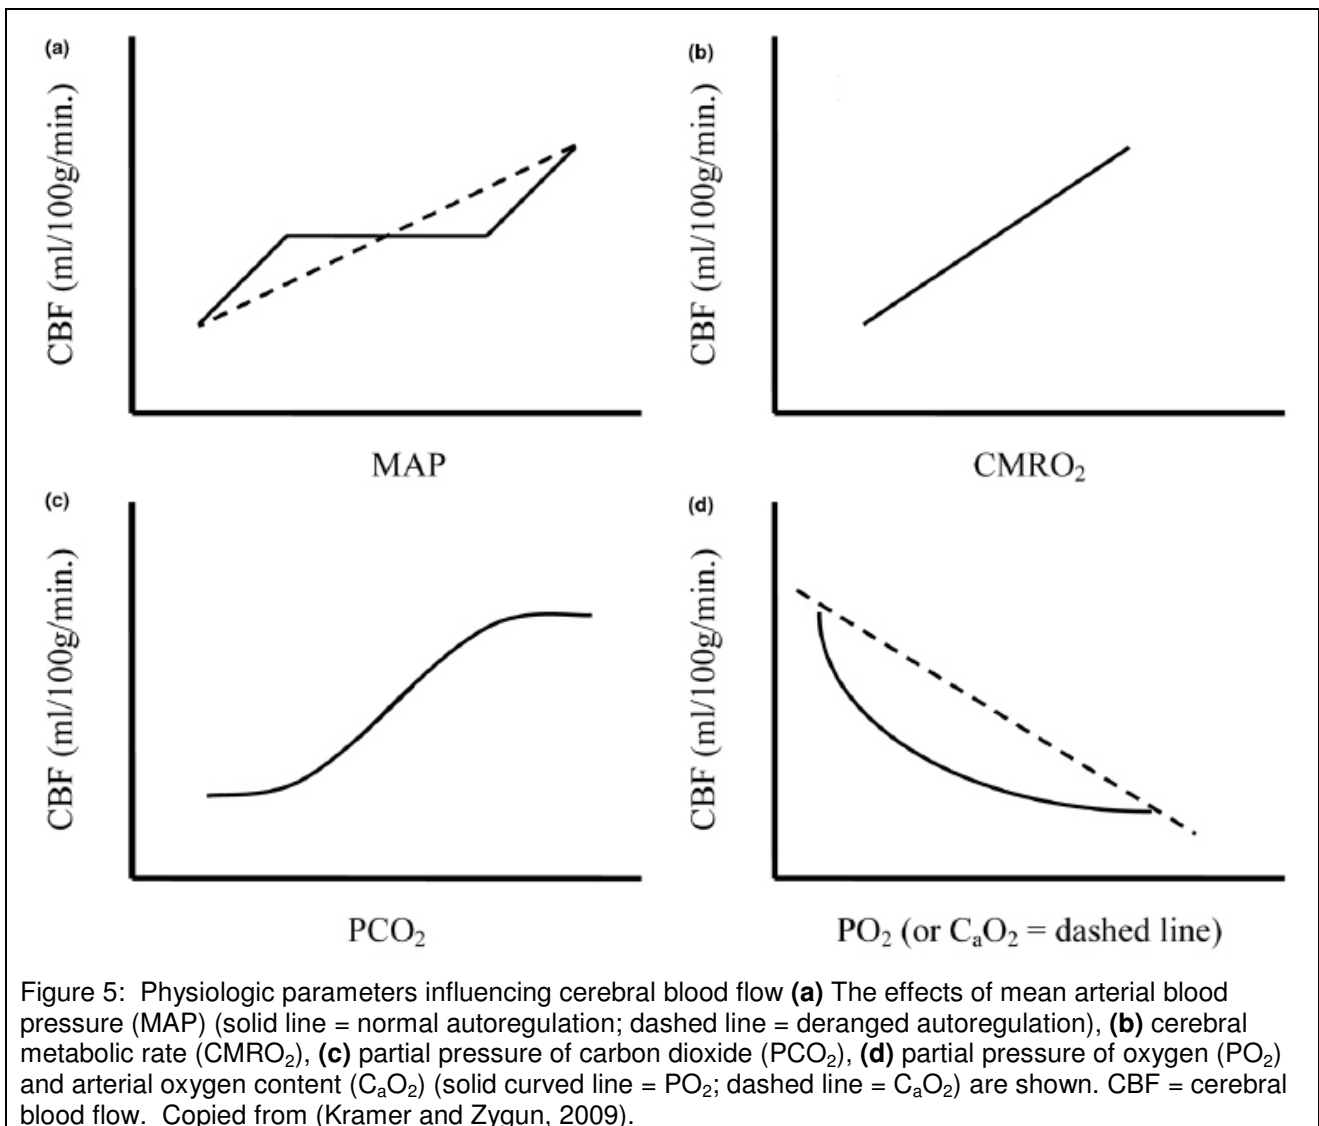 (a)
CBF (ml/100g/min.)
MAP
(b)
CBF (ml/100g/min.)
CMRO₂
(c)
CBF (ml/100g/min.)
PCO₂
(d)
CBF (ml/100g/min.)
PO₂ (or CₐO₂ = dashed line)
Figure 5:  Physiologic parameters influencing cerebral blood flow (a) The effects of mean arterial blood
pressure (MAP) (solid line = normal autoregulation; dashed line = deranged autoregulation), (b) cerebral
metabolic rate (CMRO₂), (c) partial pressure of carbon dioxide (PCO₂), (d) partial pressure of oxygen (PO₂)
and arterial oxygen content (CₐO₂) (solid curved line = PO₂; dashed line = CₐO₂) are shown. CBF = cerebral
blood flow.  Copied from (Kramer and Zygun, 2009).